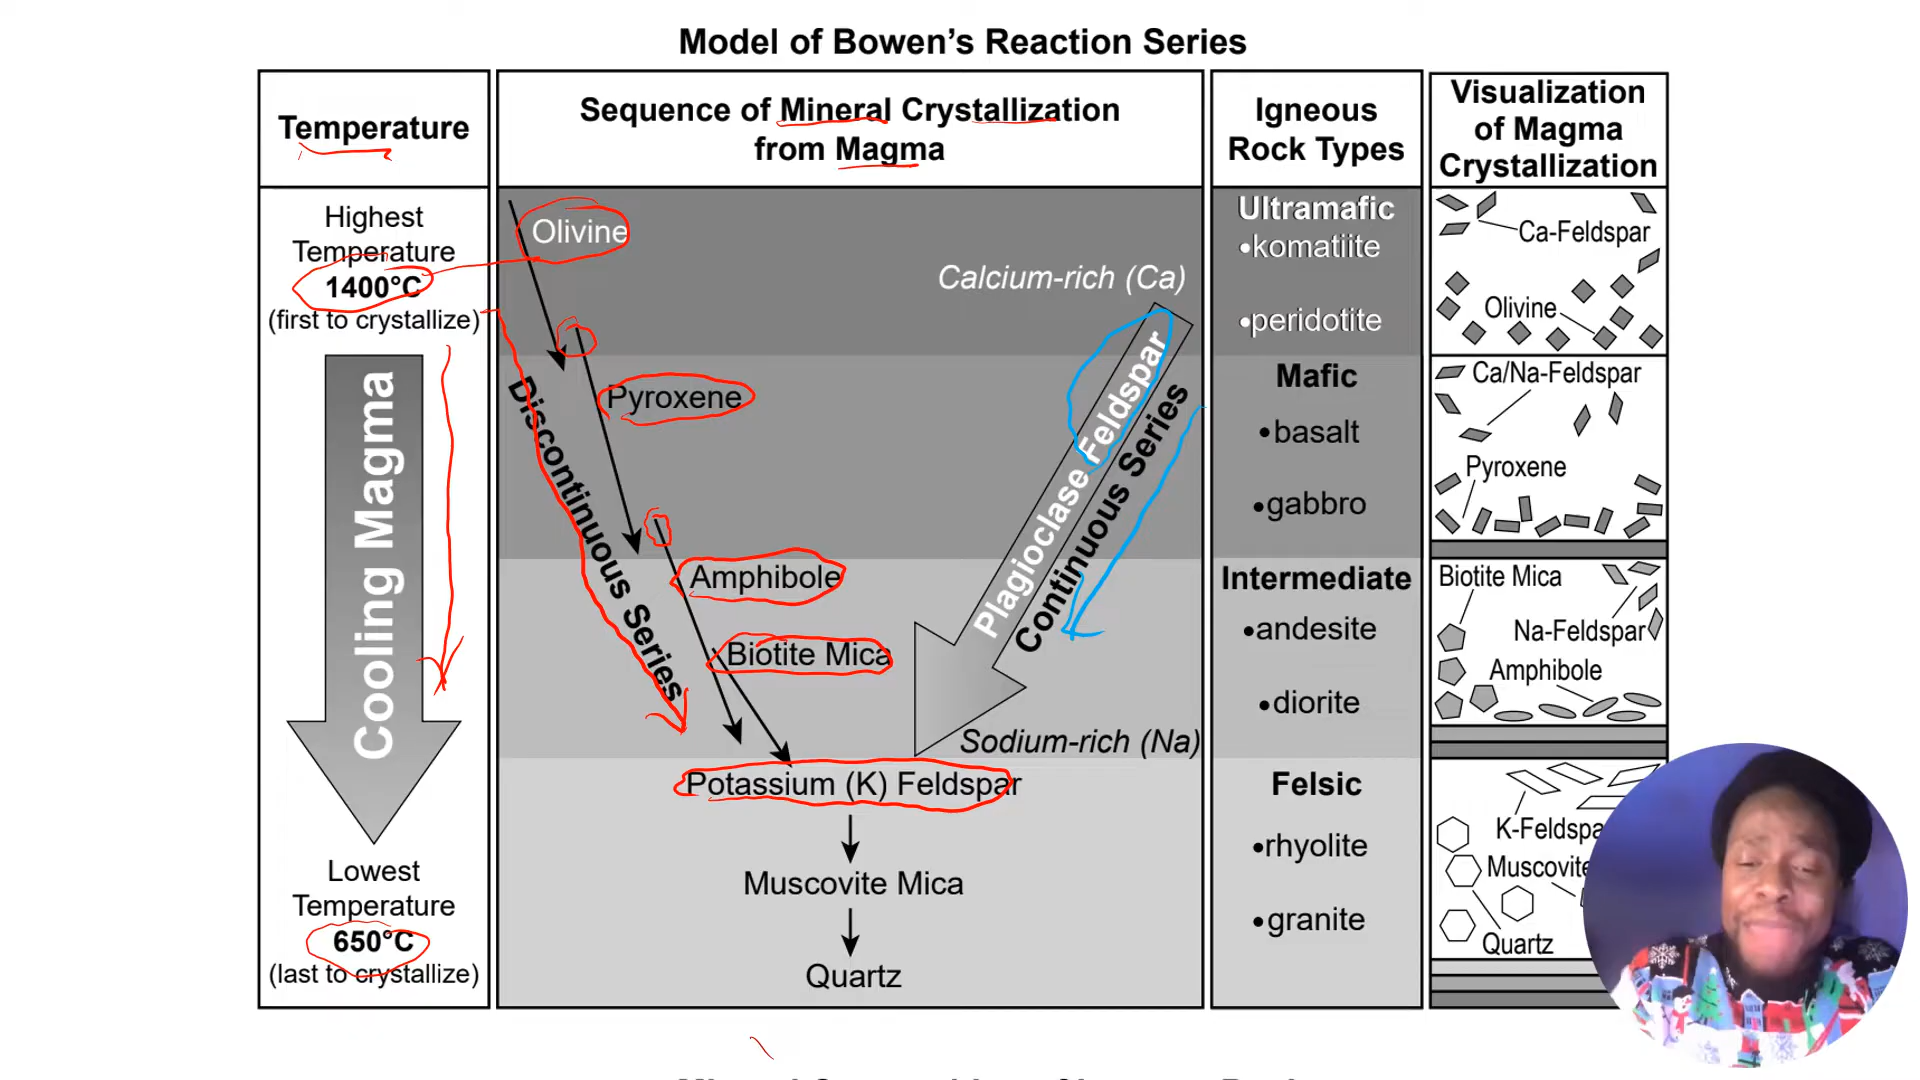 Model of Bowen's Reaction Series
Temperature
Sequence of Mineral Crystallization
from Magma
Igneous
Rock Types
Visualization
of Magma
Crystallization
Highest
Temperature
1400°C
(first to crystallize)
Cooling Magma
Lowest
Temperature
650°C
(last to crystallize)
Olivine
Pyroxene
Amphibole
Biotite Mica
Discontinuous Series
Calcium-rich (Ca)
Plagioclase Feldspar
Continuous Series
Sodium-rich (Na)
Potassium (K) Feldspar
Muscovite Mica
Quartz
Ultramafic
•komatiite
•peridotite
Mafic
•basalt
•gabbro
Intermediate
•andesite
•diorite
Felsic
•rhyolite
•granite
Ca-Feldspar
Olivine
Ca/Na-Feldspar
Pyroxene
Biotite Mica
Na-Feldspar
Amphibole
K-Feldspa
Muscovite
Quartz